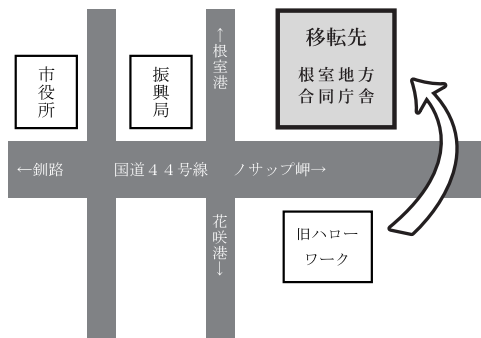 移転先
根室地方
合同庁舎
市役所
振興局
↑根室港
←釧路
国道４４号線
ノサップ岬→
花咲港↓
旧ハロー
ワーク